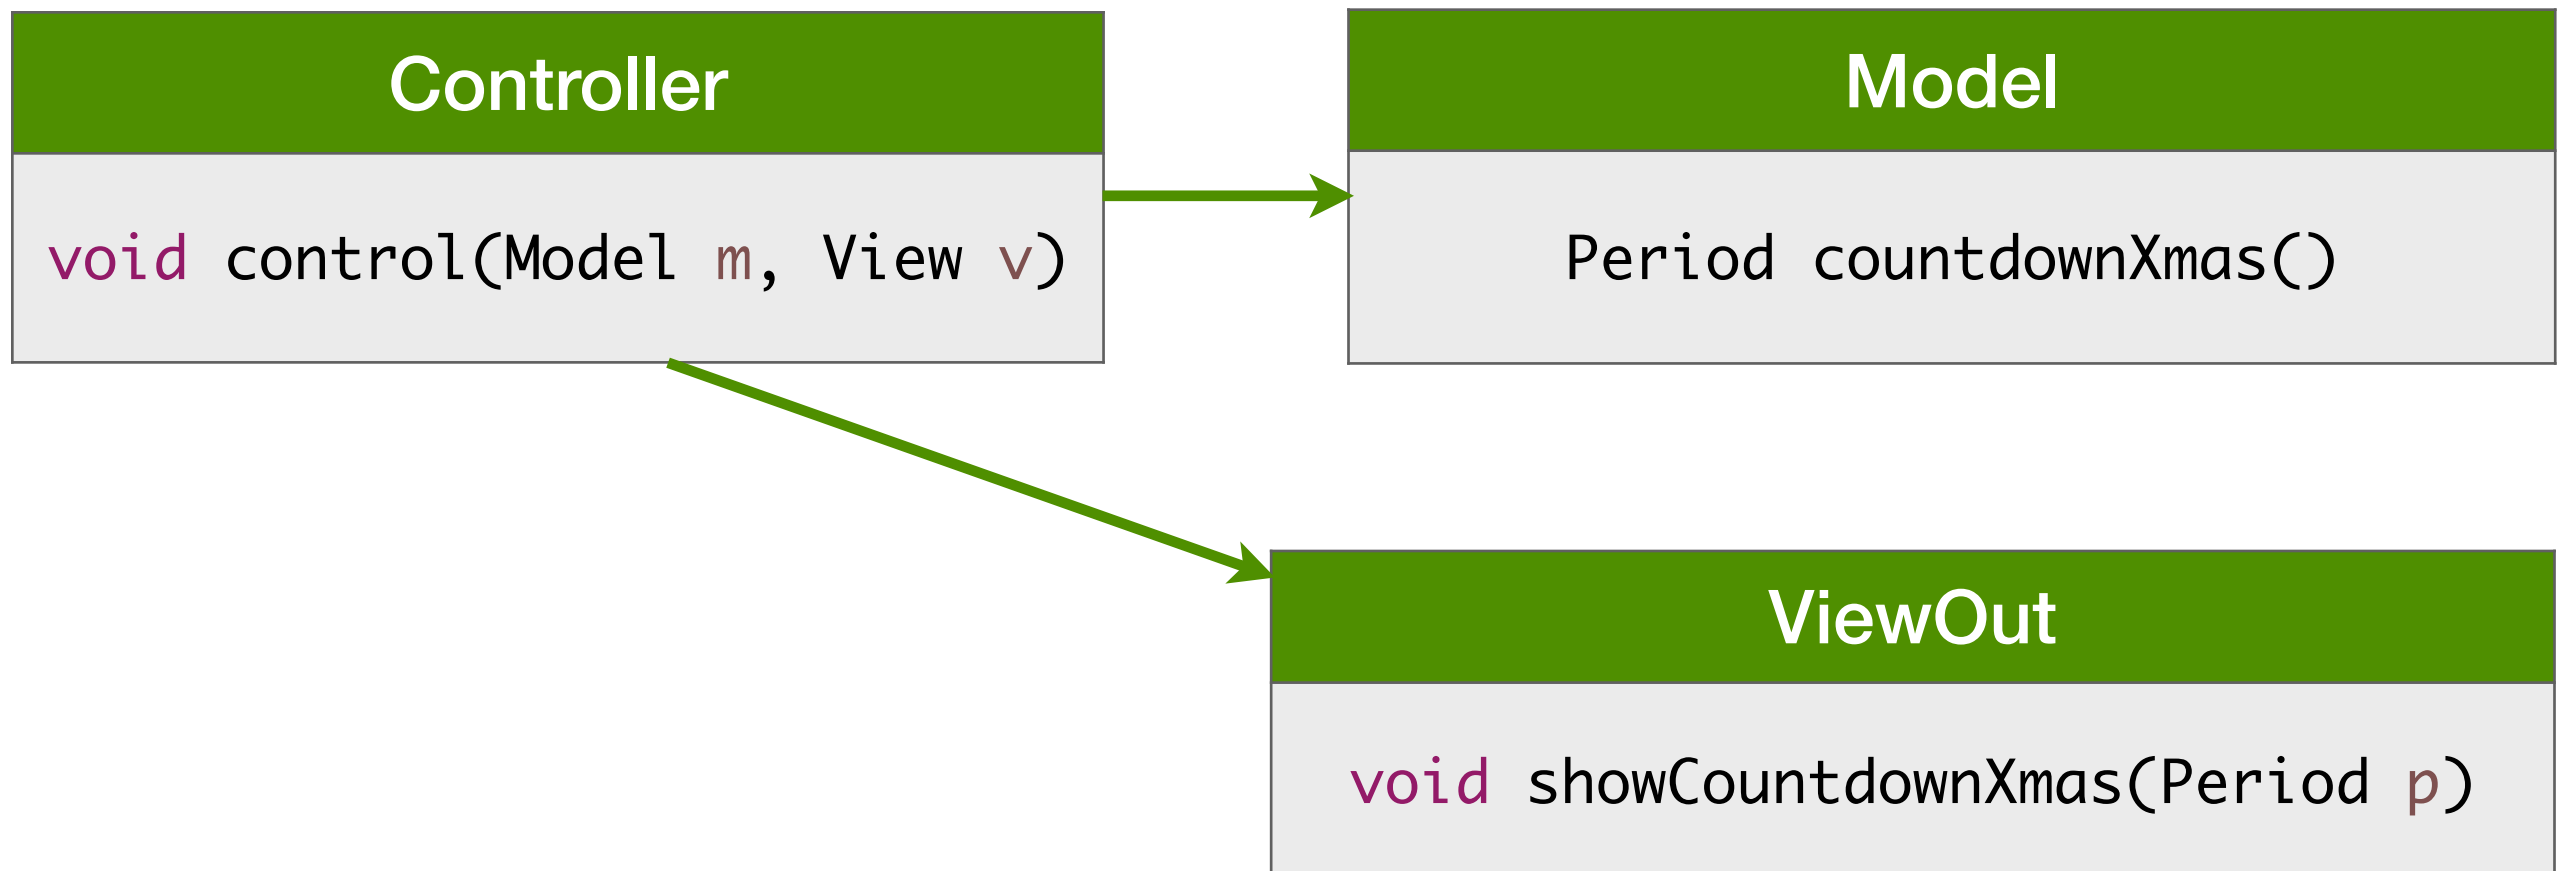 Controller
void control(Model m, View v)
Model
Period countdownXmas()
ViewOut
void showCountdownXmas(Period p)